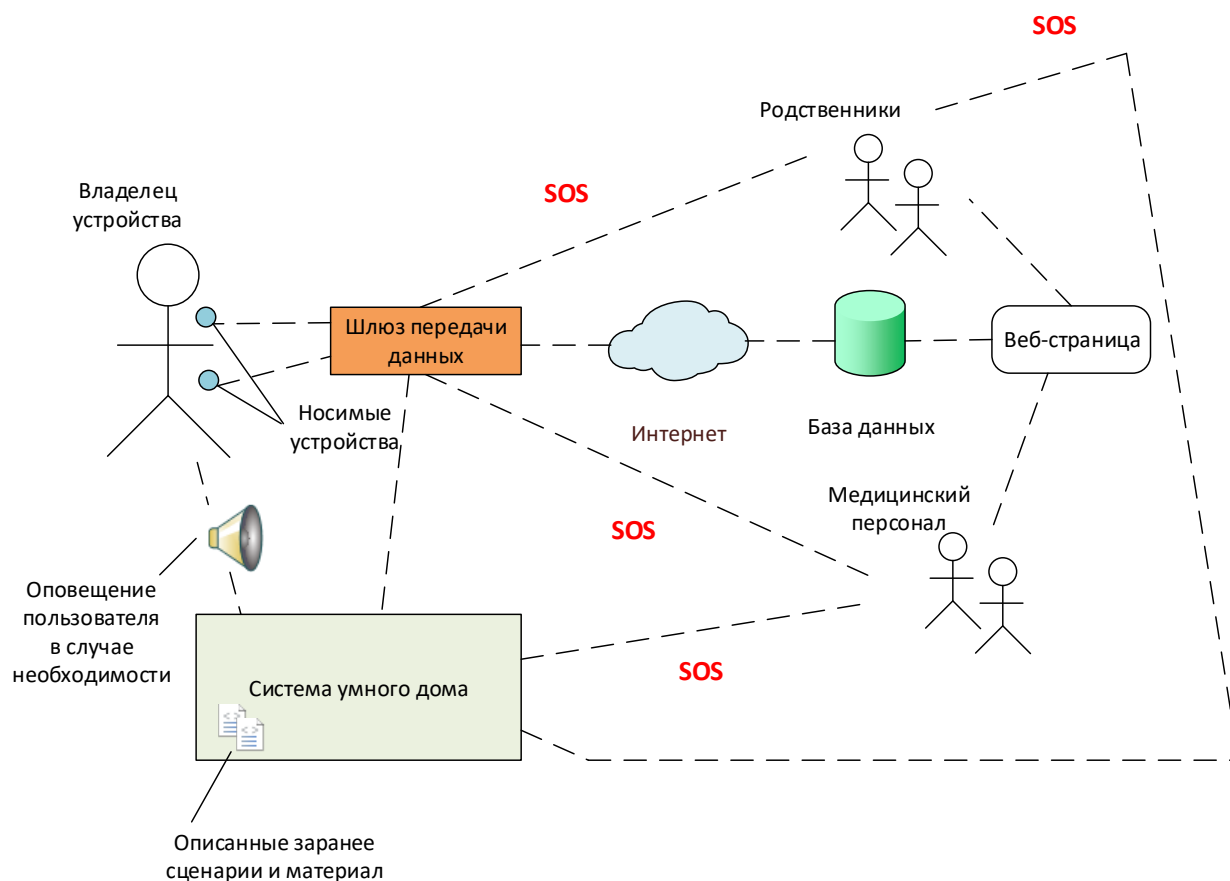 SOS
Родственники
SOS
Владелец
устройства
Шлюз передачи
данных
Веб-страница
Носимые
устройства
Интернет
База данных
Медицинский
персонал
SOS
Оповещение
пользователя
в случае
необходимости
SOS
Система умного дома
Описанные заранее
сценарии и материал